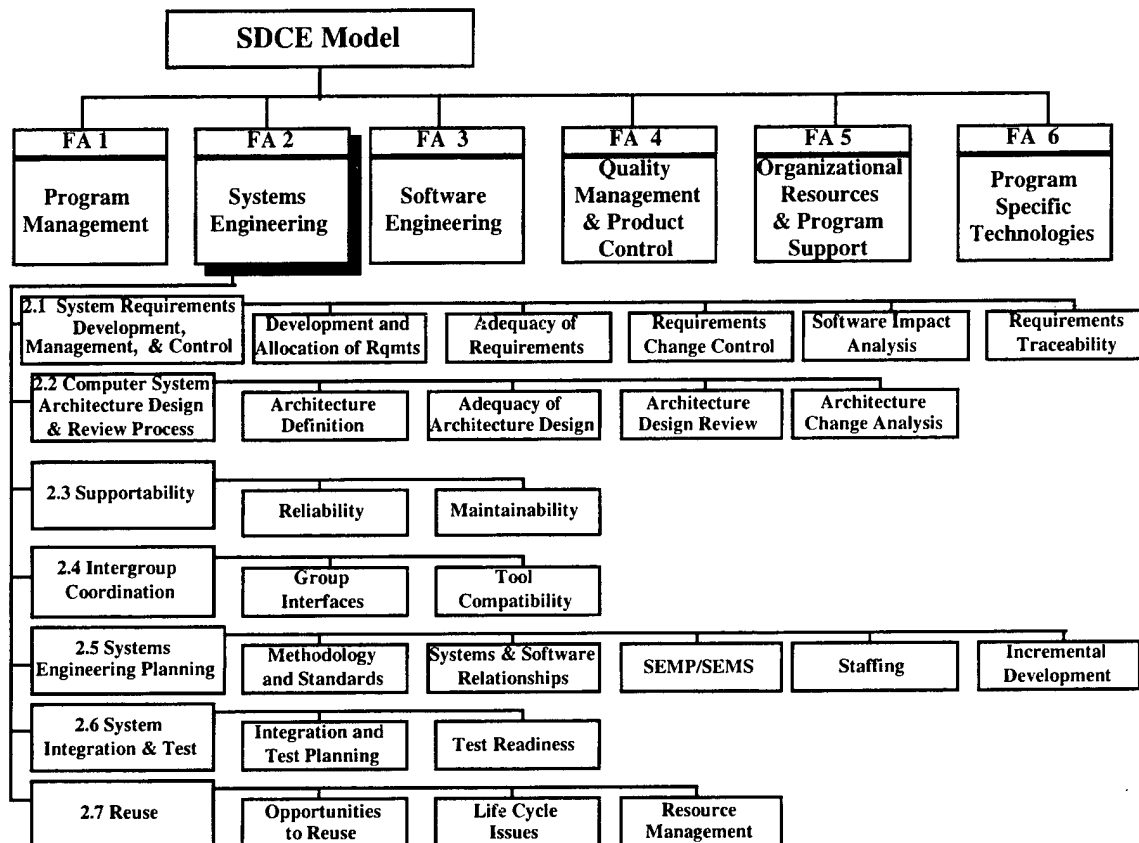 SDCE Model
FA 1
FA 2
FA 3
FA 4
FA 5
FA 6
Program
Management
Systems
Engineering
Software
Engineering
Quality
Management
& Product
Control
Organizational
Resources
& Program
Support
Program
Specific
Technologies
2.1 System Requirements
Development,
Management, & Control
Development and
Allocation of Rqmts
Adequacy of
Requirements
Requirements
Change Control
Software Impact
Analysis
Requirements
Traceability
2.2 Computer System
Architecture Design
& Review Process
Architecture
Definition
Adequacy of
Architecture Design
Architecture
Design Review
Architecture
Change Analysis
2.3 Supportability
Reliability
Maintainability
2.4 Intergroup
Coordination
Group
Interfaces
Tool
Compatibility
2.5 Systems
Engineering Planning
Methodology
and Standards
Systems & Software
Relationships
SEMP/SEMS
Staffing
Incremental
Development
2.6 System
Integration & Test
Integration and
Test Planning
Test Readiness
2.7 Reuse
Opportunities
to Reuse
Life Cycle
Issues
Resource
Management